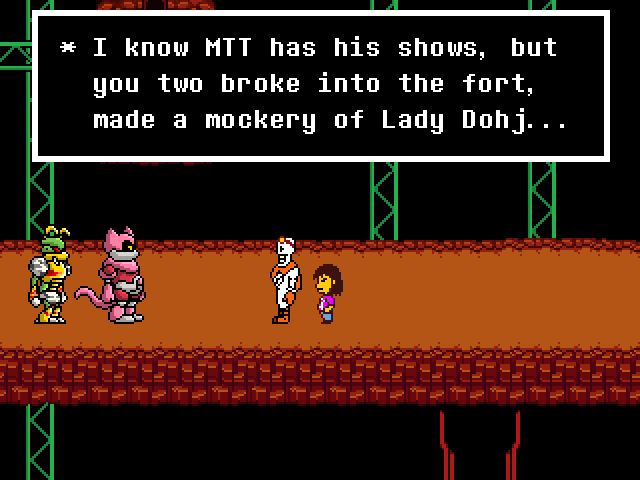 * I know MTT has his shows, but
you two broke into the fort,
made a mockery of Lady Dohj...